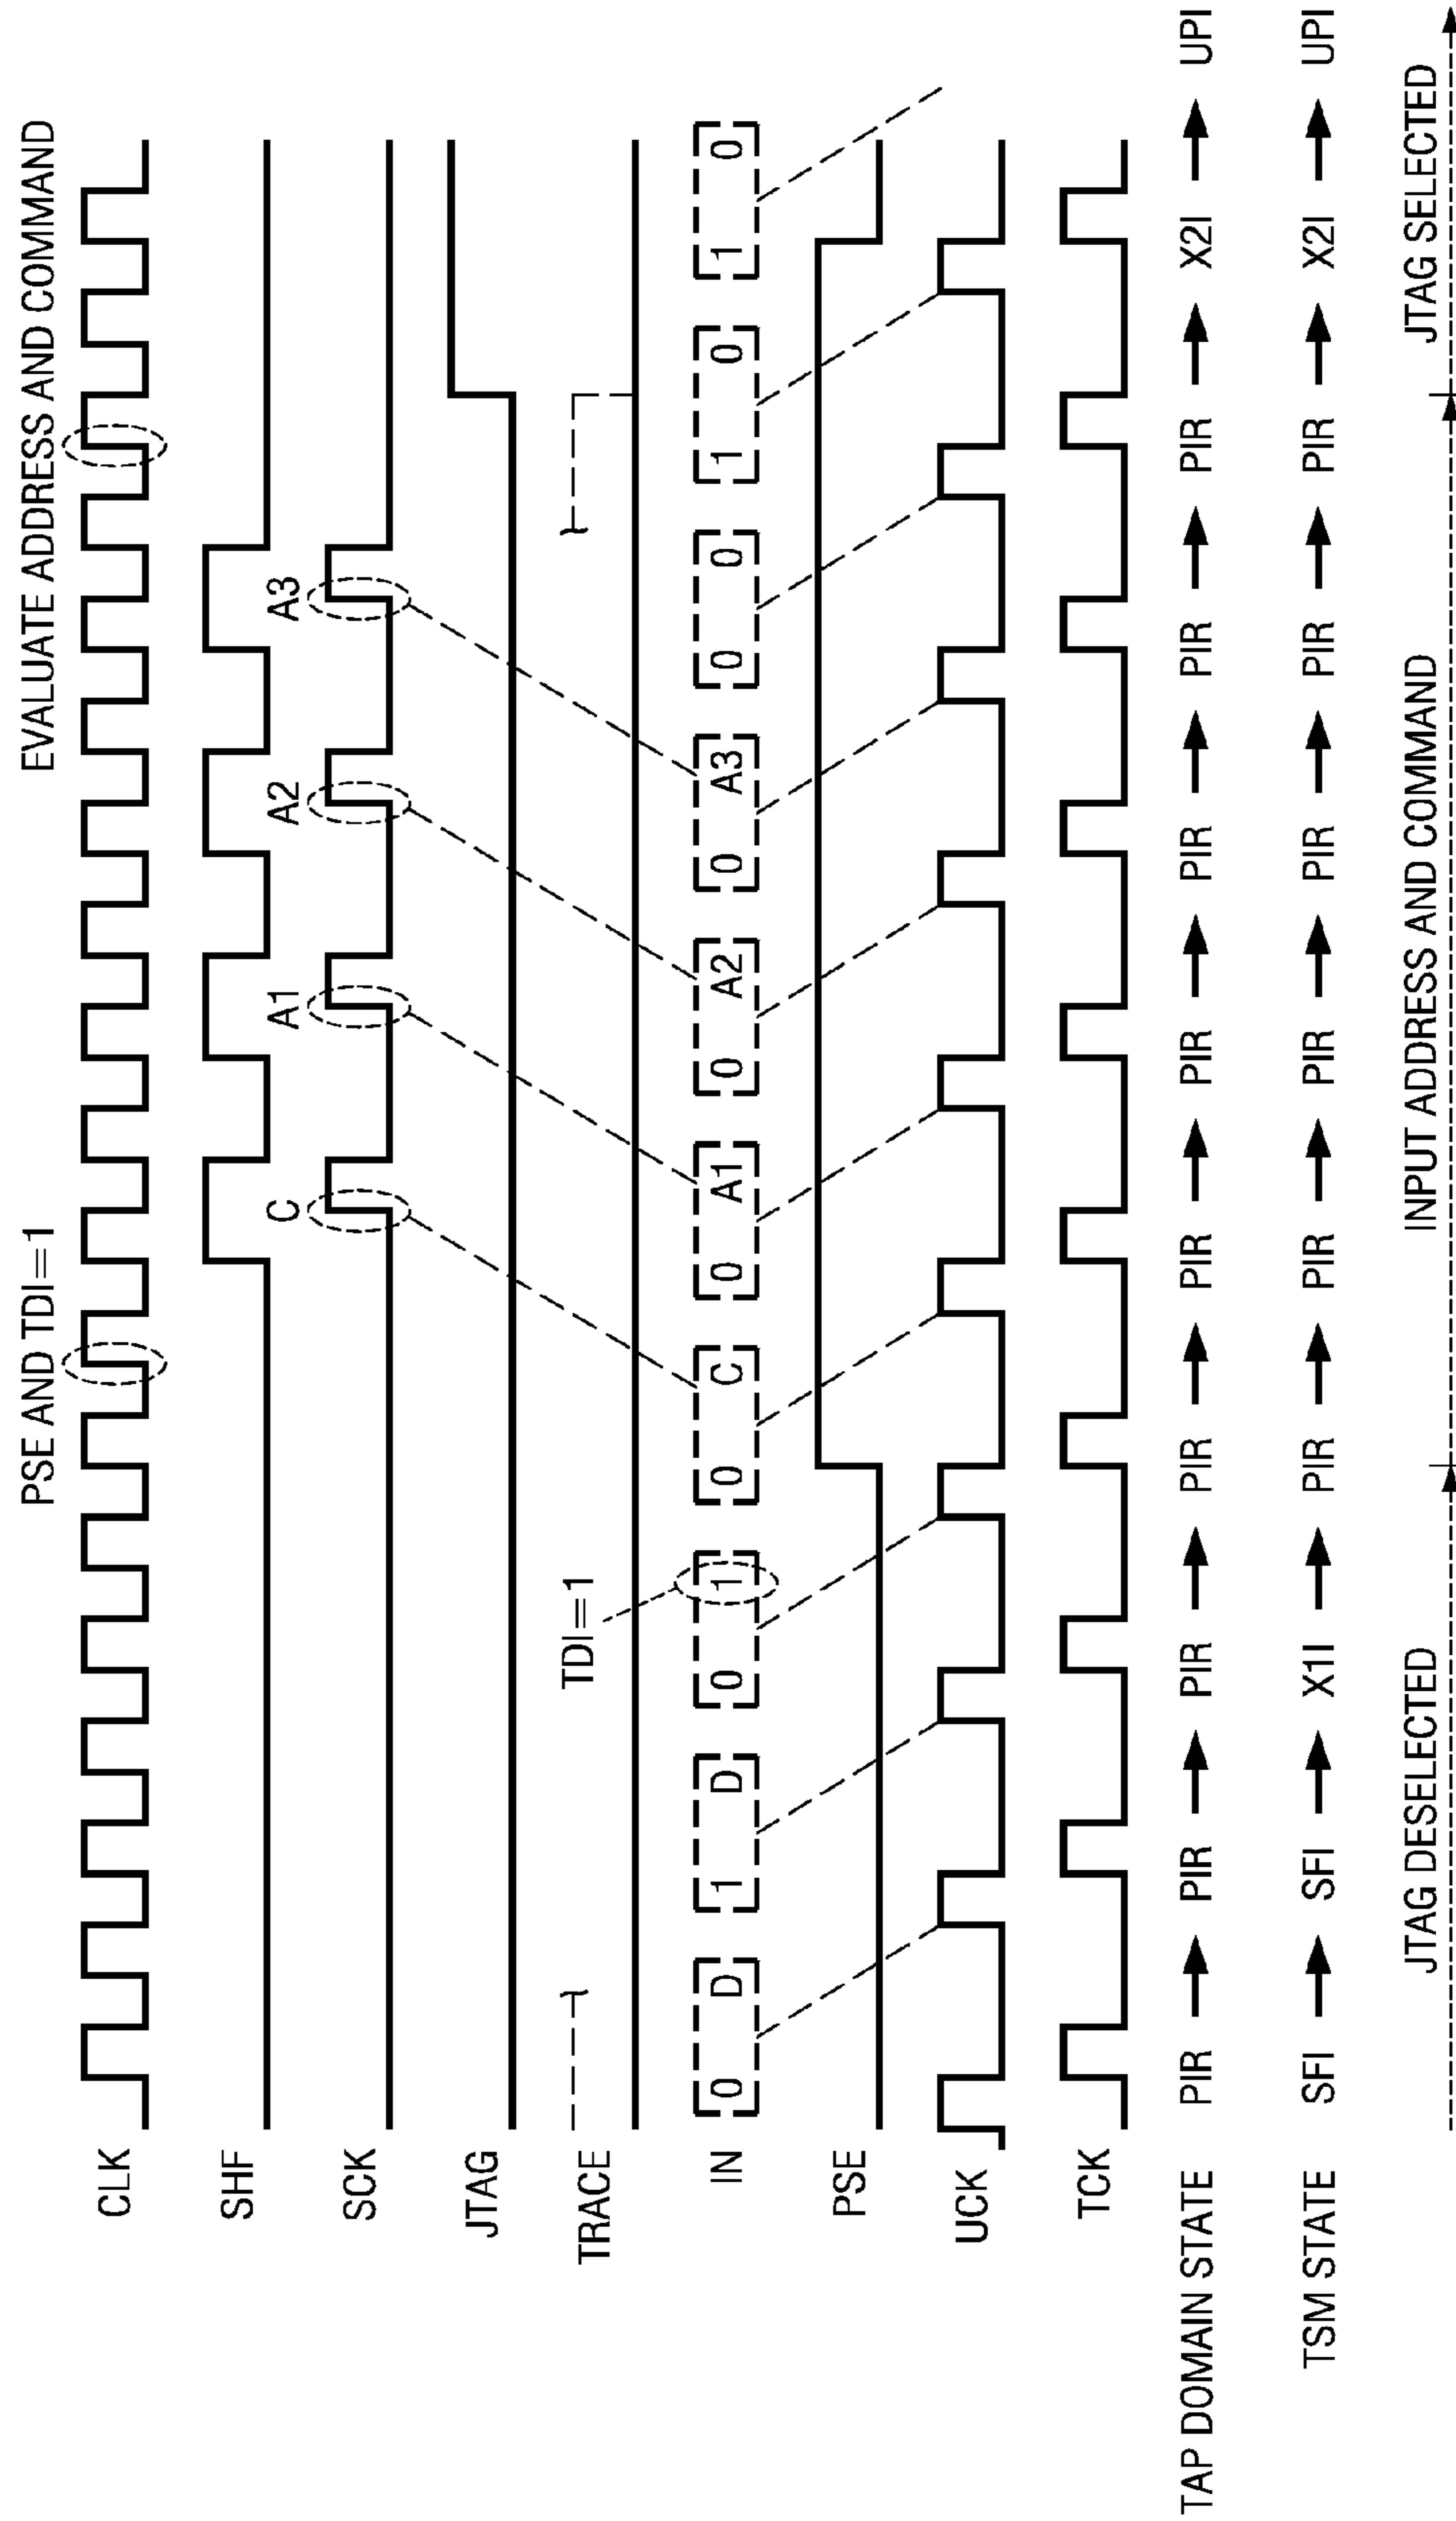 PSE AND TDI=1 EVALUATE ADDRESS AND COMMAND
CLK
SHF
C A1 A2 A3
SCK
JTAG
TDI=1
TRACE
IN 0 D 1 D 0 1 0 C 0 A1 0 A2 0 A3 0 0 1 0 1 0
PSE
UCK
TCK
TAP DOMAIN STATE PIR PIR PIR PIR PIR PIR PIR PIR PIR X2I UPI
TSM STATE SFI SFI X1I PIR PIR PIR PIR PIR PIR X2I UPI
JTAG DESELECTED INPUT ADDRESS AND COMMAND JTAG SELECTED